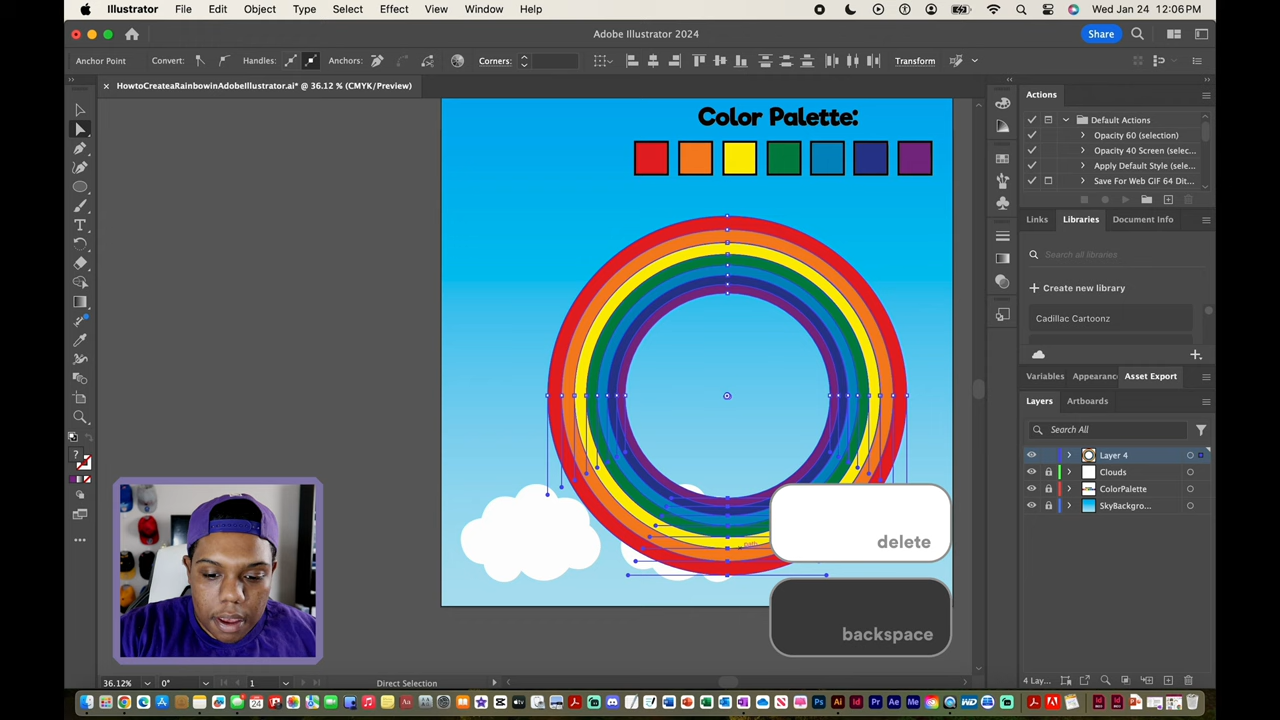 Illustrator File Edit Object Type Select Effect View Window Help Wed Jan 24 12:06 PM
Adobe Illustrator 2024 Share
Anchor Point Convert: Handles: Anchors: Corners: Transform
HowtoCreateaRainbowinAdobeIllustrator.ai* @ 36.12 % (CMYK/Preview)
Color Palette:
Actions
Default Actions
Opacity 60 (selection)
Opacity 40 Screen (selec...
Apply Default Style (sele...
Save For Web GIF 64 Dit...
Links Libraries Document Info
Search all libraries
Create new library
Cadillac Cartoonz
Variables Appearanc Asset Export
Layers Artboards
Search All
Layer 4
Clouds
ColorPalette
SkyBackgro...
path
delete
backspace
36.12% 0° 1 Direct Selection 4 Lay...